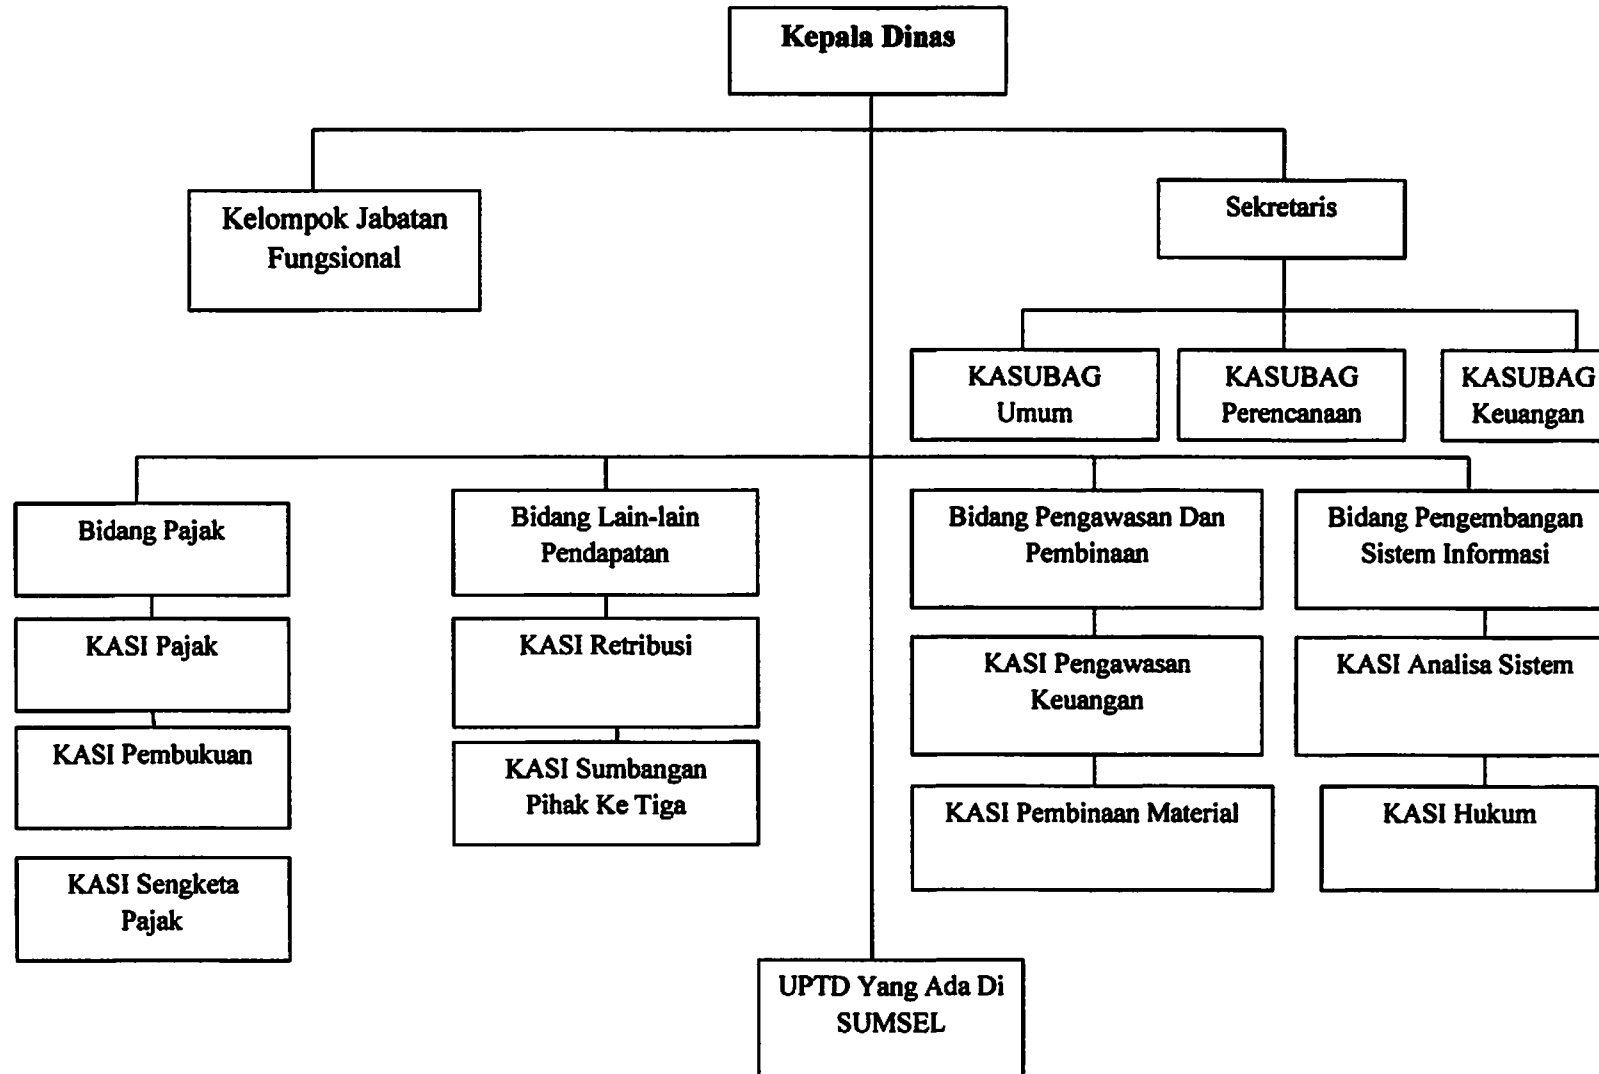 Kepala Dinas
Kelompok Jabatan
Fungsional
Sekretaris
KASUBAG
Umum
KASUBAG
Perencanaan
KASUBAG
Keuangan
Bidang Pajak
Bidang Lain-lain
Pendapatan
Bidang Pengawasan Dan
Pembinaan
Bidang Pengembangan
Sistem Informasi
KASI Pajak
KASI Retribusi
KASI Pengawasan
Keuangan
KASI Analisa Sistem
KASI Pembukuan
KASI Sumbangan
Pihak Ke Tiga
KASI Pembinaan Material
KASI Hukum
KASI Sengketa
Pajak
UPTD Yang Ada Di
SUMSEL